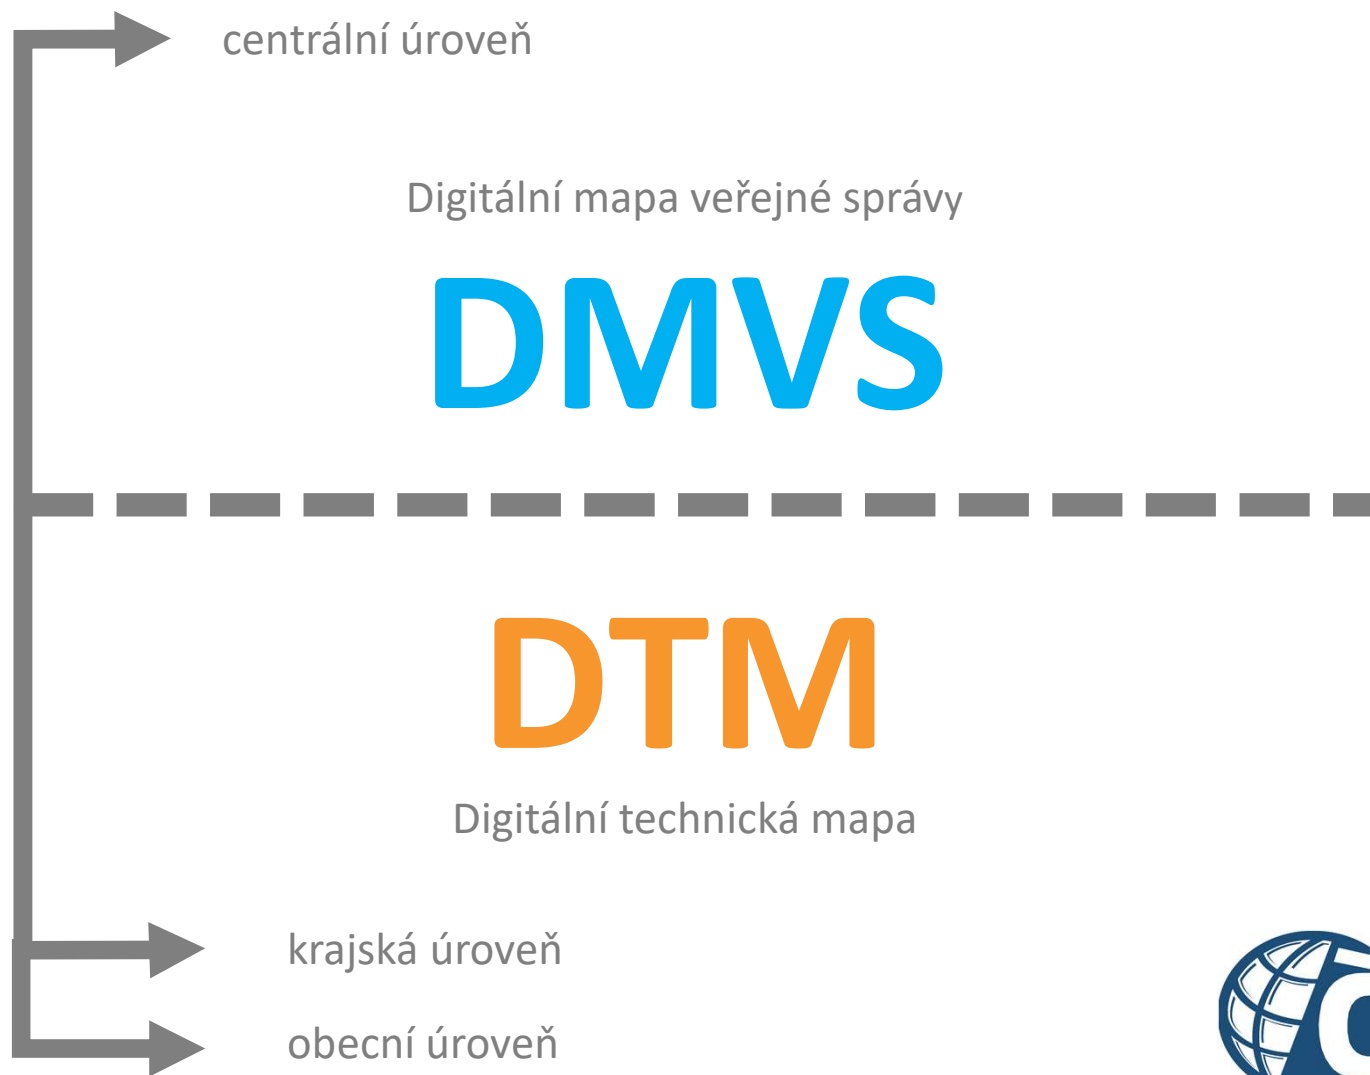 centrální úroveň
Digitální mapa veřejné správy
DMVS
DTM
Digitální technická mapa
krajská úroveň
obecní úroveň